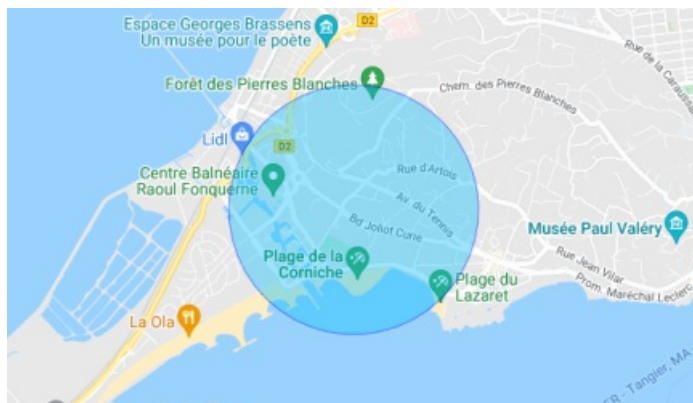 Espace Georges Brassens
Un musée pour le poète
D2
Rue de la Caraussane
Forêt des Pierres Blanches
Chem. des Pierres Blanches
Lidl
D2
Centre Balnéaire
Raoul Fonquerne
Rue d'Artois
Av. du Tennis
Bd Joliot Curie
Musée Paul Valéry
Plage de la
Corniche
Plage du
Lazaret
Rue Jean Vilar
Prom. Maréchal Leclerc
La Ola
ER - Tangier, MA